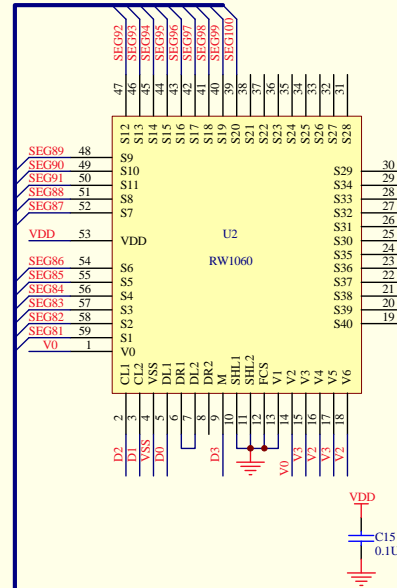 SEG92 SEG93 SEG94 SEG95 SEG96 SEG97 SEG98 SEG99 SEG100
47 46 45 44 43 42 41 40 39 38 37 36 35 34 33 32 31
S12 S13 S14 S15 S16 S17 S18 S19 S20 S21 S22 S23 S24 S25 S26 S27 S28
SEG89 48 S9
SEG90 49 S10
SEG91 50 S11
SEG88 51 S8
SEG87 52 S7
VDD 53 VDD
SEG86 54 S6
SEG85 55 S5
SEG84 56 S4
SEG83 57 S3
SEG82 58 S2
SEG81 59 S1
V0 1 V0
U2
RW1060
S29 30
S34 29
S33 28
S32 27
S31 26
S30 25
S35 24
S36 23
S37 22
S38 21
S39 20
S40 19
CL1 CL2 VSS DL1 DR1 DL2 DR2 M SHL1 SHL2 FCS V1 V2 V3 V4 V5 V6
2 3 4 5 6 7 8 9 10 11 12 13 14 15 16 17 18
D2 D1 VSS D0 D3 V0 V3 V2 V3 V2
VDD
C15
0.1U